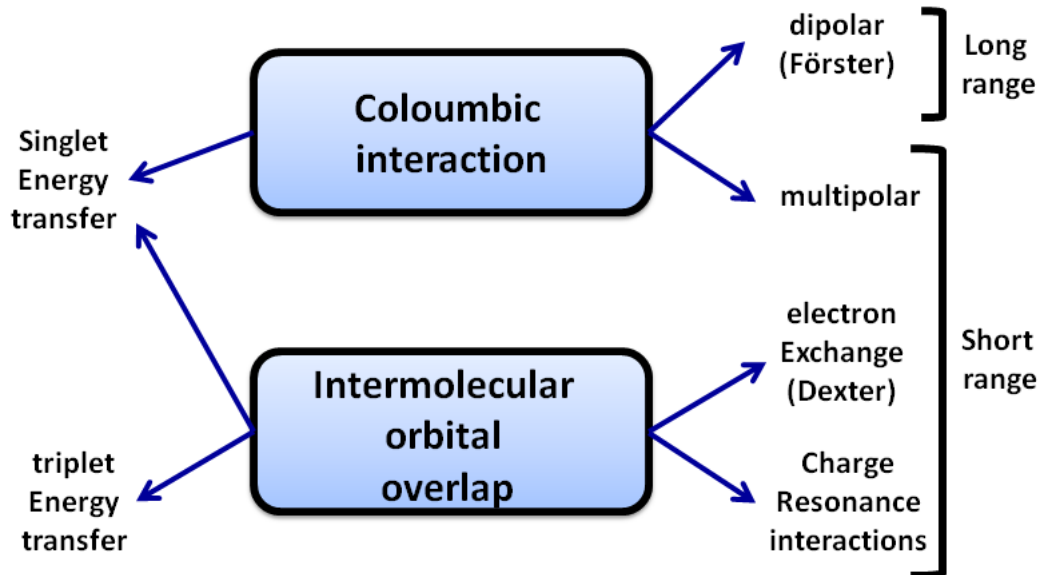 dipolar
(Förster)
Long
range
Coloumbic
interaction
Singlet
Energy
transfer
multipolar
electron
Exchange
(Dexter)
Short
range
Intermolecular
orbital
overlap
triplet
Energy
transfer
Charge
Resonance
interactions